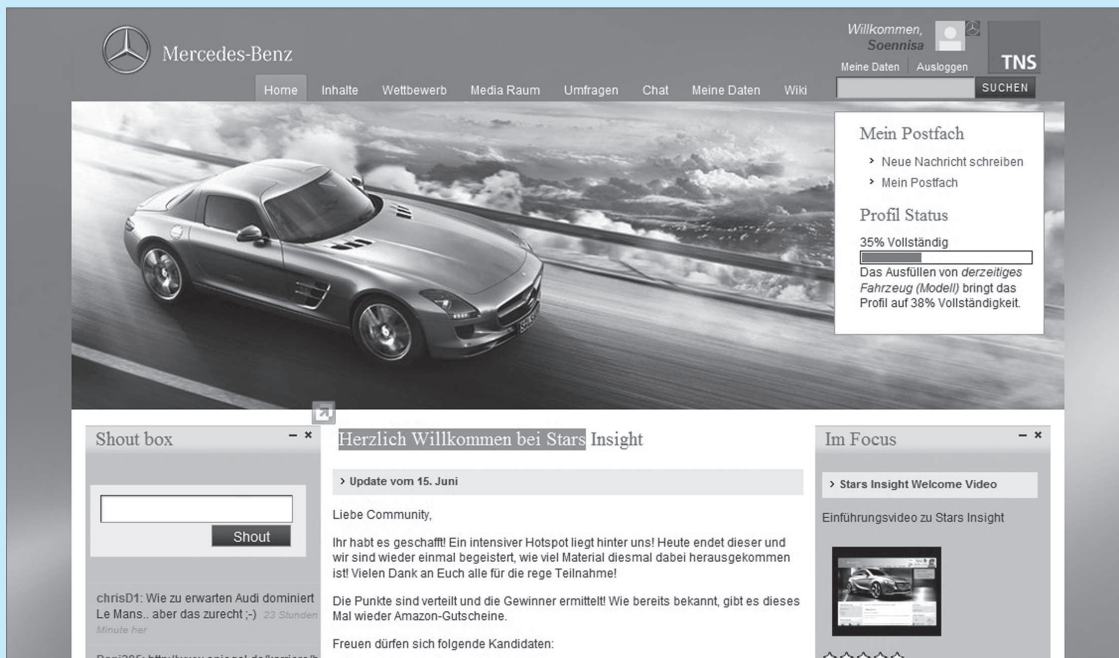 Mercedes-Benz
Willkommen,
Soennisa
Meine Daten Ausloggen
TNS
Home Inhalte Wettbewerb Media Raum Umfragen Chat Meine Daten Wiki
SUCHEN
Mein Postfach
› Neue Nachricht schreiben
› Mein Postfach
Profil Status
35% Vollständig
Das Ausfüllen von derzeitiges
Fahrzeug (Modell) bringt das
Profil auf 38% Vollständigkeit.
Shout box
Shout
chrisD1: Wie zu erwarten Audi dominiert
Le Mans.. aber das zurecht ;-) 23 Stunden
Minute her
Herzlich Willkommen bei Stars Insight
› Update vom 15. Juni
Liebe Community,
Ihr habt es geschafft! Ein intensiver Hotspot liegt hinter uns! Heute endet dieser und
wir sind wieder einmal begeistert, wie viel Material diesmal dabei herausgekommen
ist! Vielen Dank an Euch alle für die rege Teilnahme!
Die Punkte sind verteilt und die Gewinner ermittelt! Wie bereits bekannt, gibt es dieses
Mal wieder Amazon-Gutscheine.
Freuen dürfen sich folgende Kandidaten:
Im Focus
› Stars Insight Welcome Video
Einführungsvideo zu Stars Insight